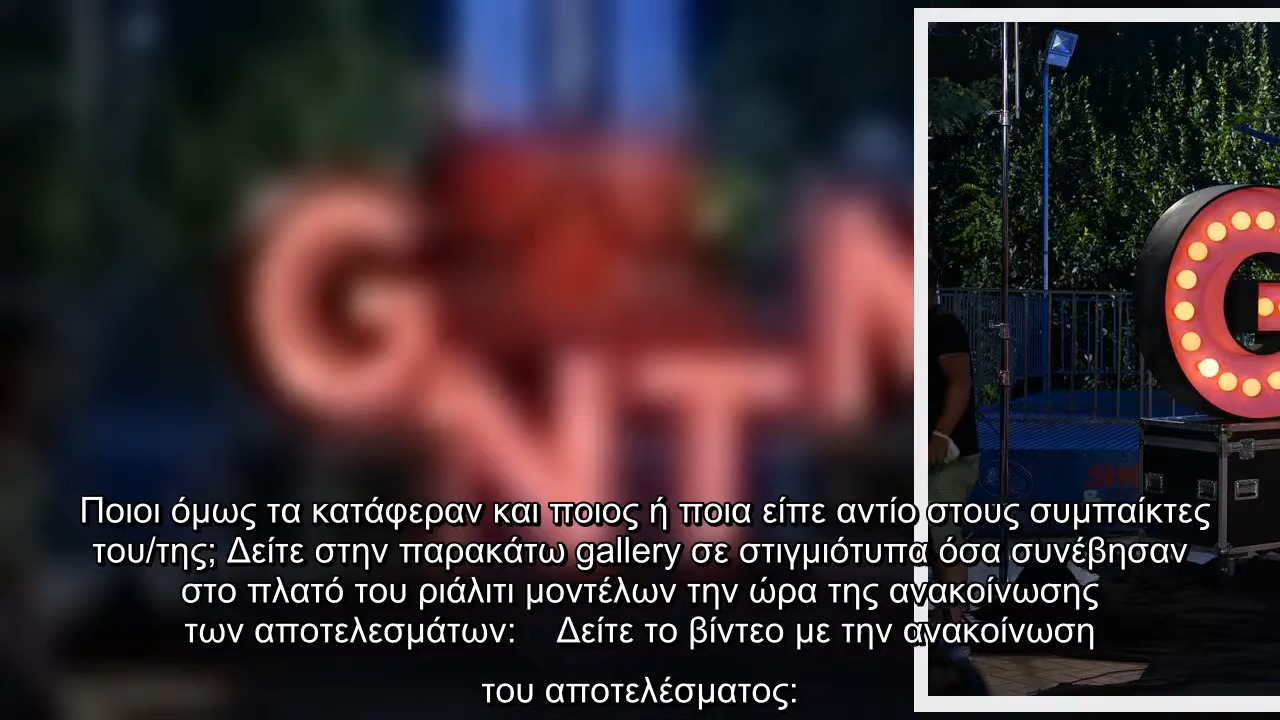 G
N
N T
G
SHI
Ποιοι όμως τα κατάφεραν και ποιος ή ποια είπε αντίο στους συμπαίκτες
του/της; Δείτε στην παρακάτω gallery σε στιγμιότυπα όσα συνέβησαν
στο πλατό του ριάλιτι μοντέλων την ώρα της ανακοίνωσης
των αποτελεσμάτων: Δείτε το βίντεο με την ανακοίνωση
του αποτελέσματος: